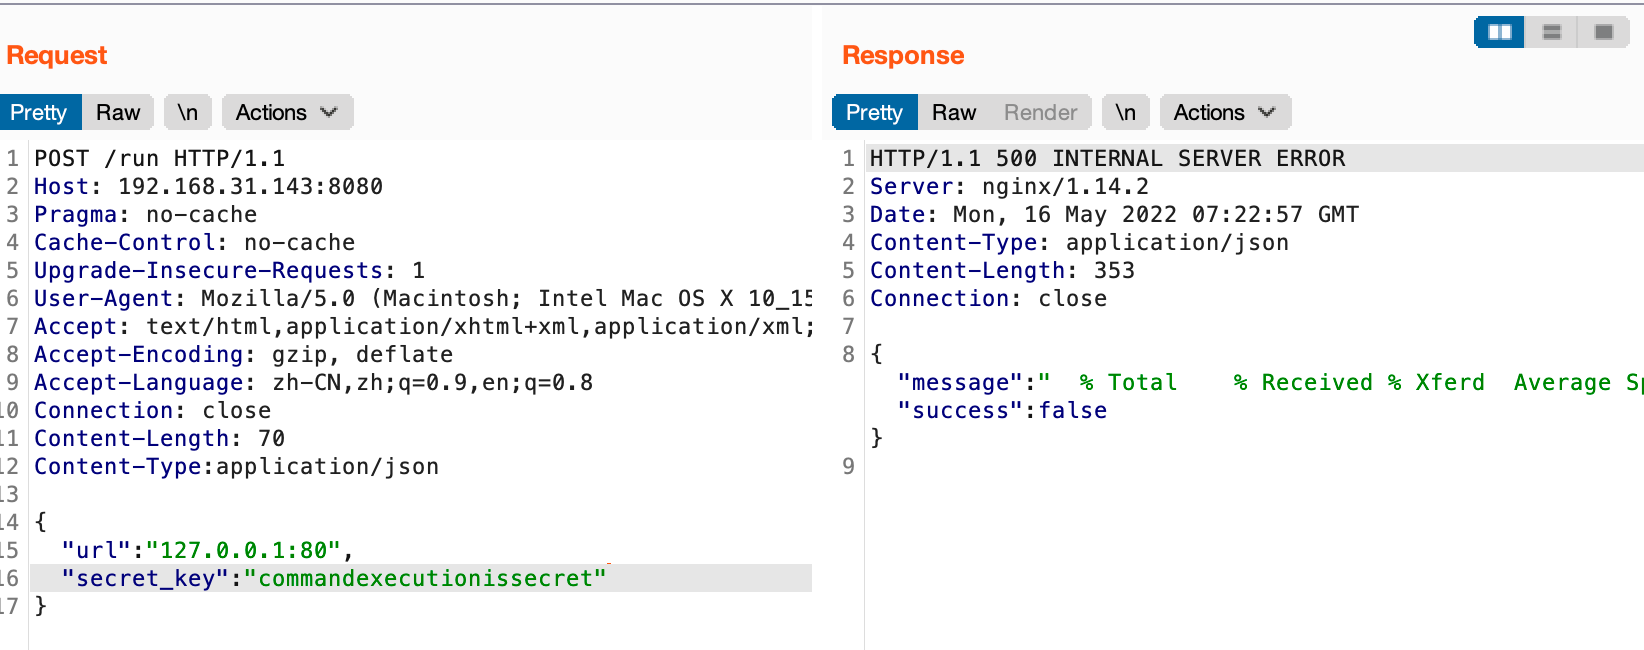 Request
Pretty Raw \n Actions
1 POST /run HTTP/1.1
2 Host: 192.168.31.143:8080
3 Pragma: no-cache
4 Cache-Control: no-cache
5 Upgrade-Insecure-Requests: 1
6 User-Agent: Mozilla/5.0 (Macintosh; Intel Mac OS X 10_15
7 Accept: text/html,application/xhtml+xml,application/xml;
8 Accept-Encoding: gzip, deflate
9 Accept-Language: zh-CN,zh;q=0.9,en;q=0.8
10 Connection: close
11 Content-Length: 70
12 Content-Type:application/json
13
14 {
15 "url":"127.0.0.1:80",
16 "secret_key":"commandexecutionissecret"
17 }
Response
Pretty Raw Render \n Actions
1 HTTP/1.1 500 INTERNAL SERVER ERROR
2 Server: nginx/1.14.2
3 Date: Mon, 16 May 2022 07:22:57 GMT
4 Content-Type: application/json
5 Content-Length: 353
6 Connection: close
7
8 {
"message":"  % Total    % Received % Xferd  Average Sp
"success":false
}
9